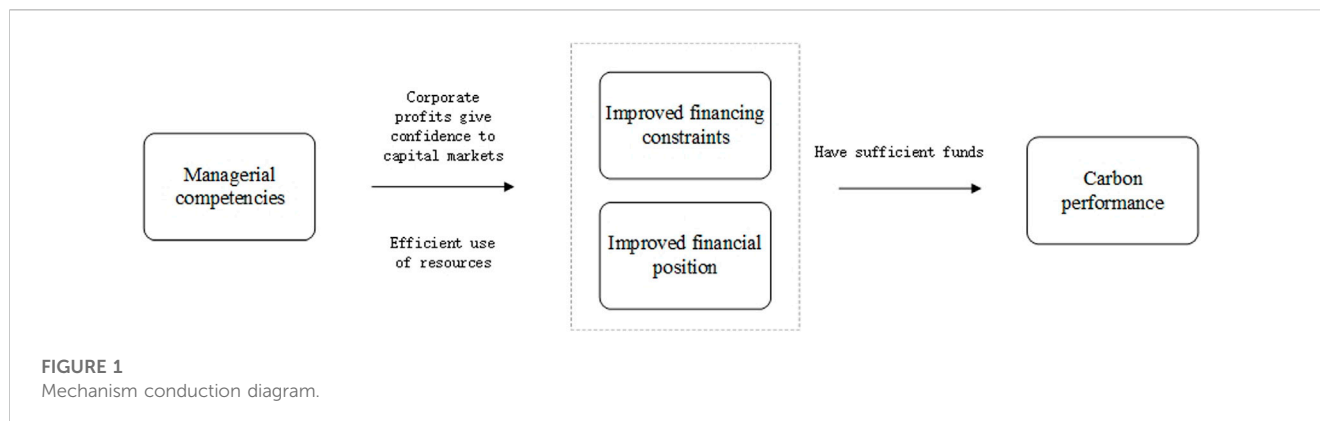 Managerial
competencies
Corporate
profits give
confidence to
capital markets
Efficient use
of resources
Improved financing
constraints
Improved financial
position
Have sufficient funds
Carbon
performance
FIGURE 1
Mechanism conduction diagram.